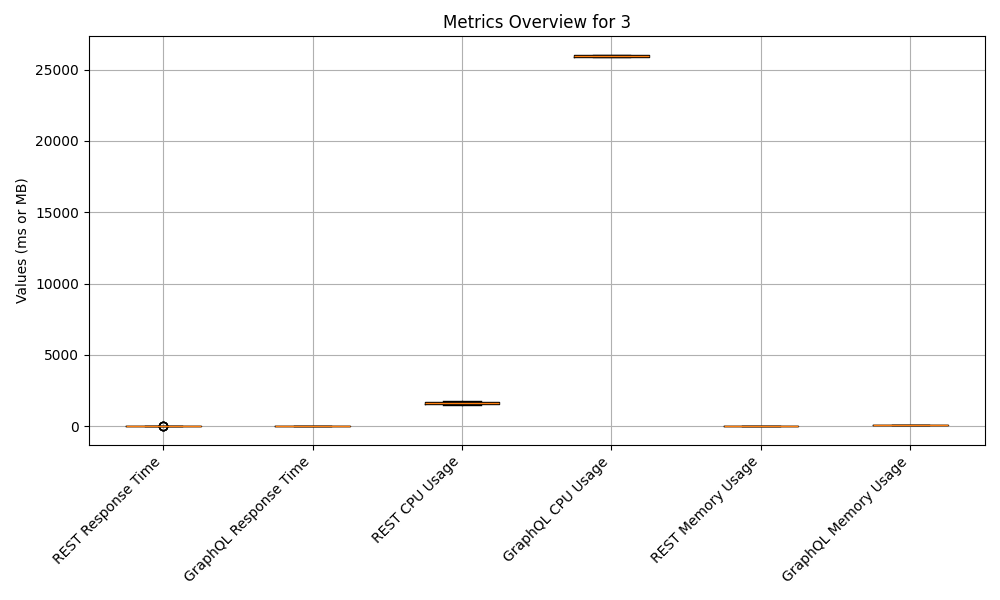 Metrics Overview for 3
Values (ms or MB)
25000
20000
15000
10000
5000
0
REST Response Time
GraphQL Response Time
REST CPU Usage
GraphQL CPU Usage
REST Memory Usage
GraphQL Memory Usage